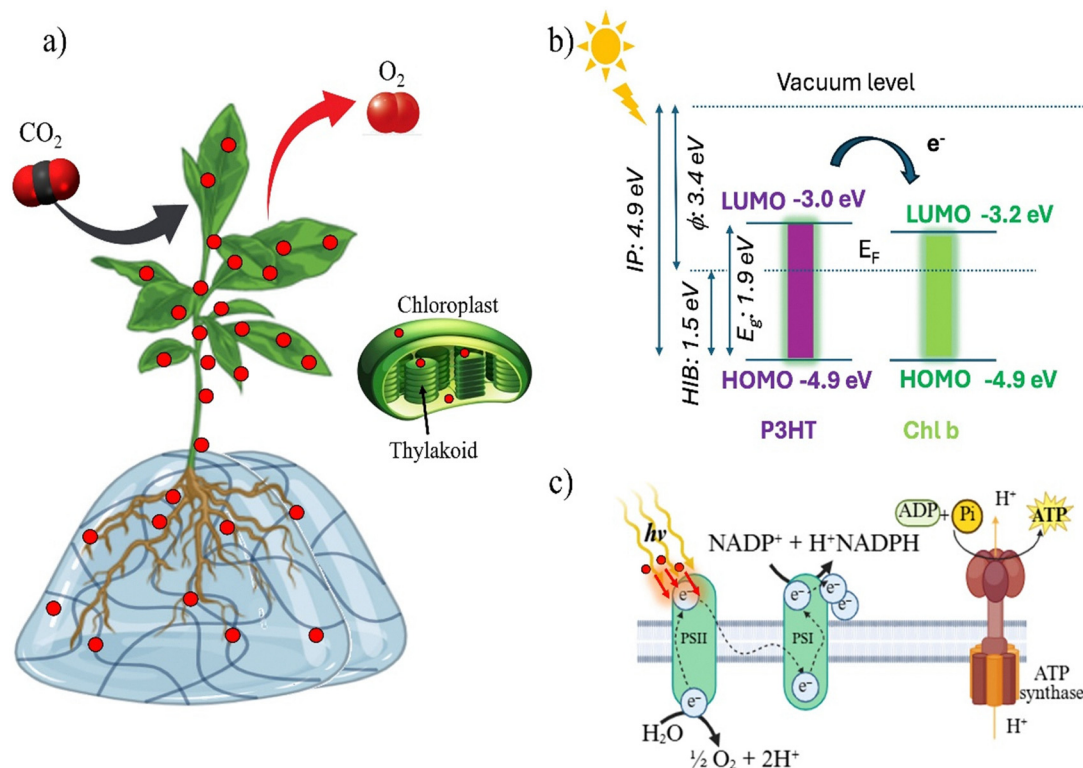 a)
CO₂
O₂
Chloroplast
Thylakoid
b)
Vacuum level
IP: 4.9 eV
ϕ: 3.4 eV
HIB: 1.5 eV
E_g: 1.9 eV
e⁻
LUMO -3.0 eV
LUMO -3.2 eV
E_F
HOMO -4.9 eV
HOMO -4.9 eV
P3HT
Chl b
c)
hν
e⁻
PSII
e⁻
H₂O
½ O₂ + 2H⁺
NADP⁺ + H⁺NADPH
e⁻
e⁻
e⁻
PSI
e⁻
ADP + Pi
H⁺
ATP
ATP
synthase
H⁺